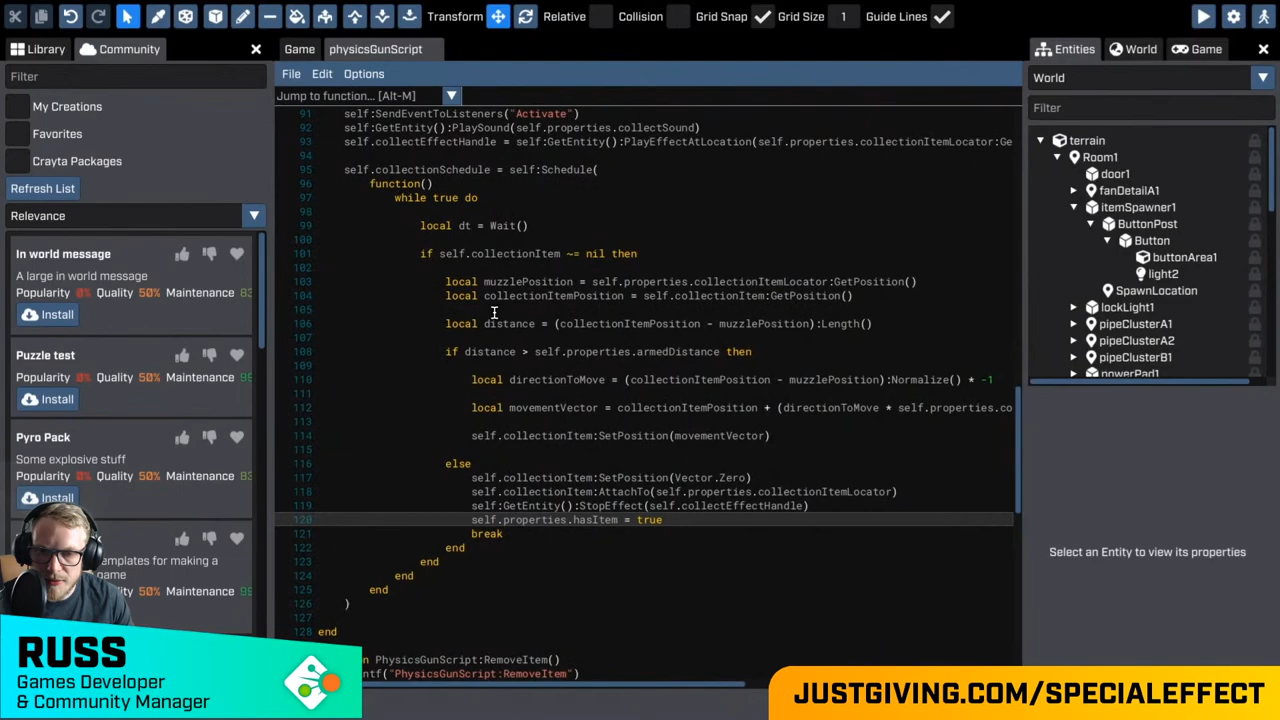 Transform
Relative
Collision
Grid Snap
Grid Size
1
Guide Lines
Library
Community
Game
physicsGunScript
Entities
World
Game
Filter
My Creations
Favorites
Crayta Packages
Refresh List
Relevance
In world message
A large in world message
Popularity 0% Quality 50% Maintenance
Install
Puzzle test
Popularity 0% Quality 50% Maintenance
Install
Pyro Pack
Some explosive stuff
Popularity 0% Quality 50% Maintenance
Install
templates for making a
game
50% Maintenance
File Edit Options
Jump to function... [Alt-M]
91 self:SendEventToListeners("Activate")
92 self:GetEntity():PlaySound(self.properties.collectSound)
93 self.collectEffectHandle = self:GetEntity():PlayEffectAtLocation(self.properties.collectionItemLocator:Ge
94
95 self.collectionSchedule = self:Schedule(
96 function()
97 while true do
98
99 local dt = Wait()
100
101 if self.collectionItem ~= nil then
102
103 local muzzlePosition = self.properties.collectionItemLocator:GetPosition()
104 local collectionItemPosition = self.collectionItem:GetPosition()
105
106 local distance = (collectionItemPosition - muzzlePosition):Length()
107
108 if distance > self.properties.armedDistance then
109
110 local directionToMove = (collectionItemPosition - muzzlePosition):Normalize() * -1
111
112 local movementVector = collectionItemPosition + (directionToMove * self.properties.co
113
114 self.collectionItem:SetPosition(movementVector)
115
116 else
117 self.collectionItem:SetPosition(Vector.Zero)
118 self.collectionItem:AttachTo(self.properties.collectionItemLocator)
119 self:GetEntity():StopEffect(self.collectEffectHandle)
120 self.properties.hasItem = true
121 break
122 end
123 end
124 end
125 end
126 )
127
128 end
n PhysicsGunScript:RemoveItem()
ntf("PhysicsGunScript:RemoveItem")
World
Filter
terrain
Room1
door1
fanDetailA1
itemSpawner1
ButtonPost
Button
buttonArea1
light2
SpawnLocation
lockLight1
pipeClusterA1
pipeClusterA2
pipeClusterB1
powerPad1
Select an Entity to view its properties
RUSS
Games Developer
& Community Manager
JUSTGIVING.COM/SPECIALEFFECT